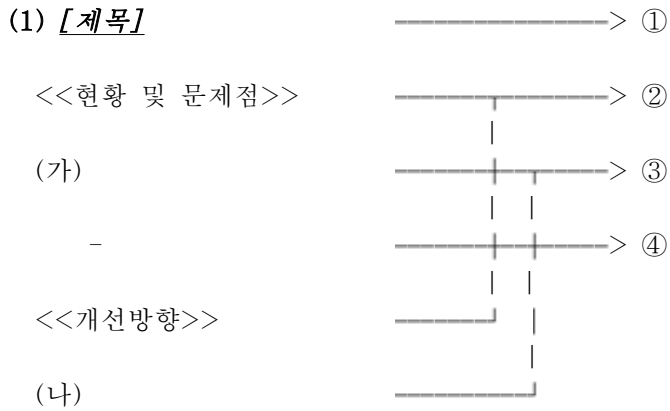 (1) [제목] ① 
<<현황 및 문제점>> ②
(가) ③
- ④
<<개선방향>>
(나)